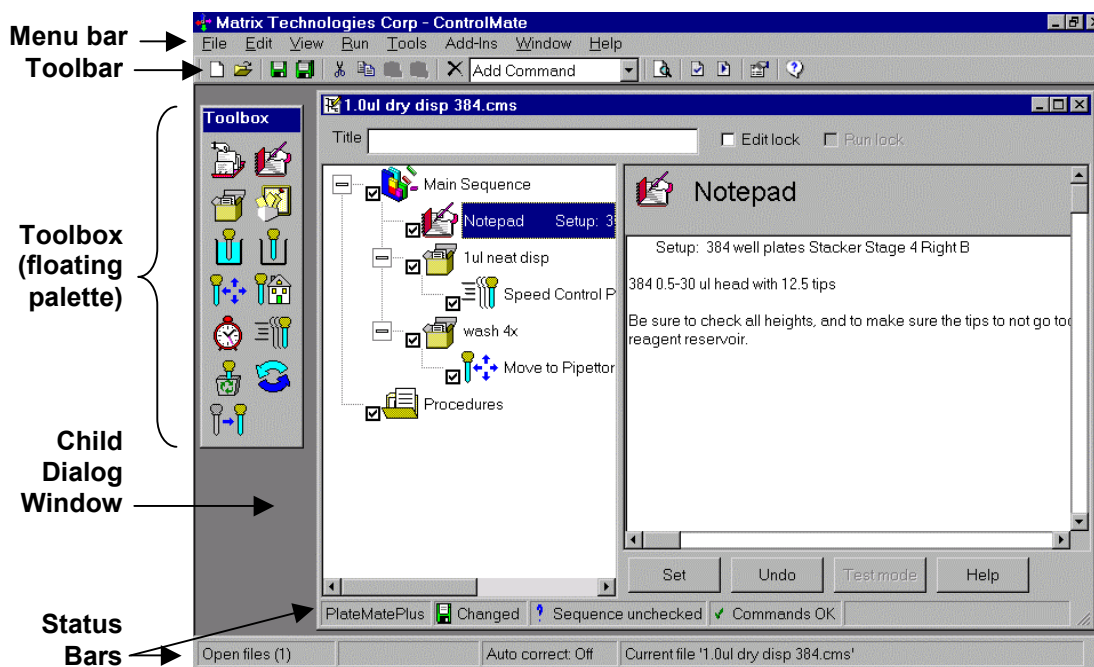 Matrix Technologies Corp - ControlMate
Menu bar
File Edit View Run Tools Add-Ins Window Help
Toolbar
Add Command
Toolbox
1.0ul dry disp 384.cms
Title
Edit lock
Run lock
Main Sequence
Notepad Setup: 3
1ul neat disp
Speed Control P
wash 4x
Move to Pipettor
Procedures
Notepad
Setup: 384 well plates Stacker Stage 4 Right B
384 0.5-30 ul head with 12.5 tips
Be sure to check all heights, and to make sure the tips to not go too
reagent reservoir.
Toolbox
(floating
palette)
Child
Dialog
Window
Set
Undo
Test mode
Help
Status
Bars
PlateMatePlus
Changed
Sequence unchecked
Commands OK
Open files (1)
Auto correct: Off
Current file '1.0ul dry disp 384.cms'